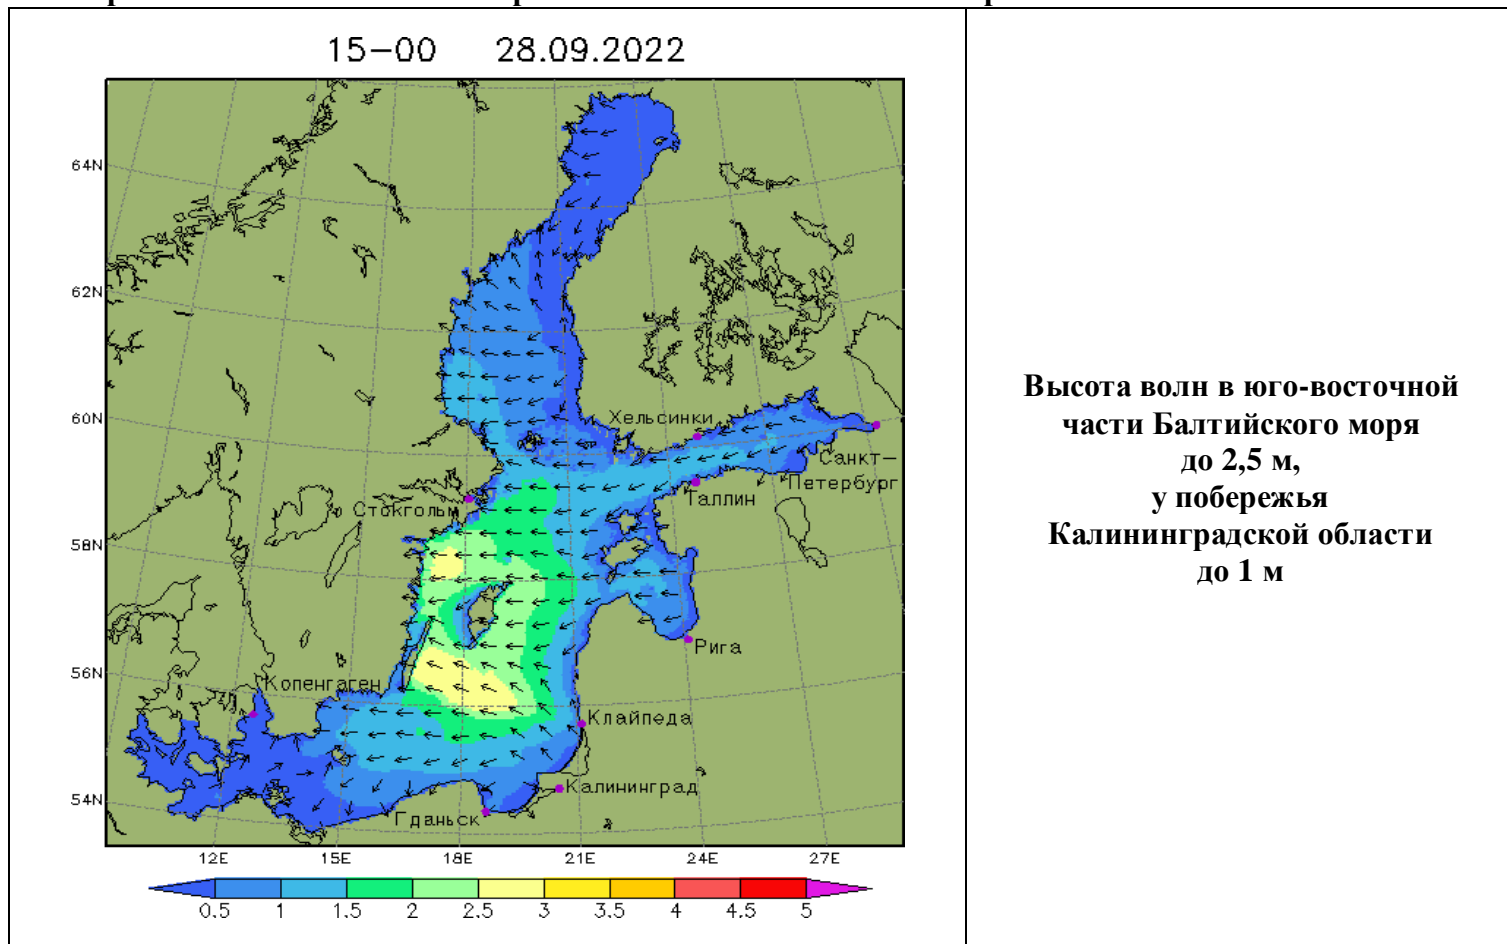 15-00 28.09.2022
64N
62N
60N
58N
56N
54N
Хельсинки
Санкт-
Петербург
Таллин
Стокгольм
Рига
Копенгаген
Клайпеда
Калининград
Гданьск
12E 15E 18E 21E 24E 27E
0.5 1 1.5 2 2.5 3 3.5 4 4.5 5
Высота волн в юго-восточной
части Балтийского моря
до 2,5 м,
у побережья
Калининградской области
до 1 м